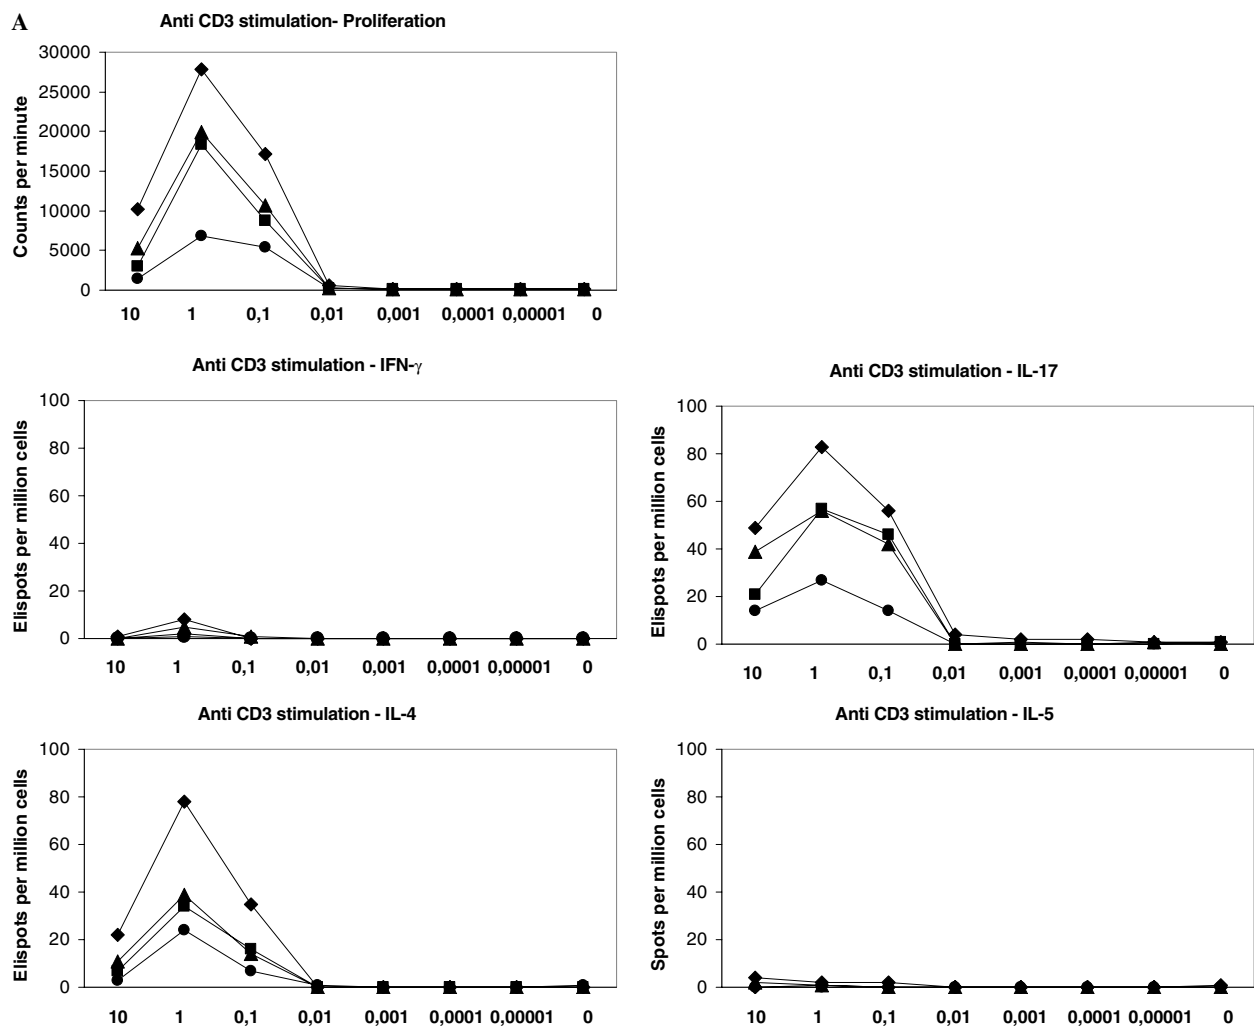 A
Anti CD3 stimulation- Proliferation
Counts per minute
30000
25000
20000
15000
10000
5000
0
10 1 0,1 0,01 0,001 0,0001 0,00001 0
Anti CD3 stimulation - IFN-γ
Elispots per million cells
100
80
60
40
20
0
10 1 0,1 0,01 0,001 0,0001 0,00001 0
Anti CD3 stimulation - IL-17
Elispots per million cells
100
80
60
40
20
0
10 1 0,1 0,01 0,001 0,0001 0,00001 0
Anti CD3 stimulation - IL-4
Elispots per million cells
100
80
60
40
20
0
10 1 0,1 0,01 0,001 0,0001 0,00001 0
Anti CD3 stimulation - IL-5
Spots per million cells
100
80
60
40
20
0
10 1 0,1 0,01 0,001 0,0001 0,00001 0